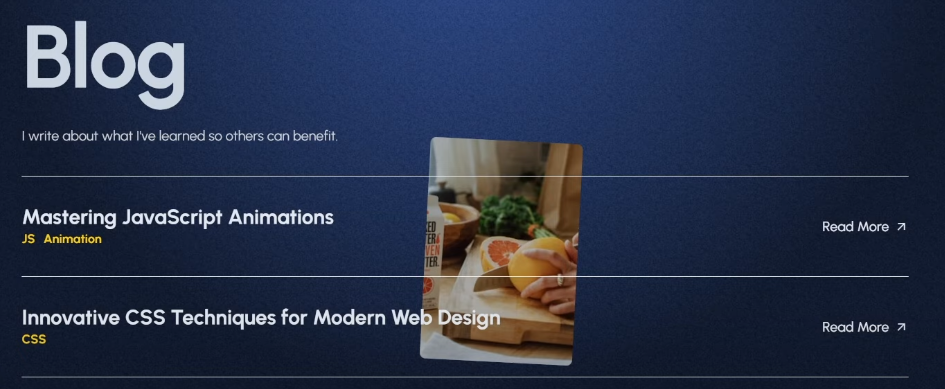 Blog
I write about what I've learned so others can benefit.
Mastering JavaScript Animations
JS Animation
Read More
Innovative CSS Techniques for Modern Web Design
CSS
Read More